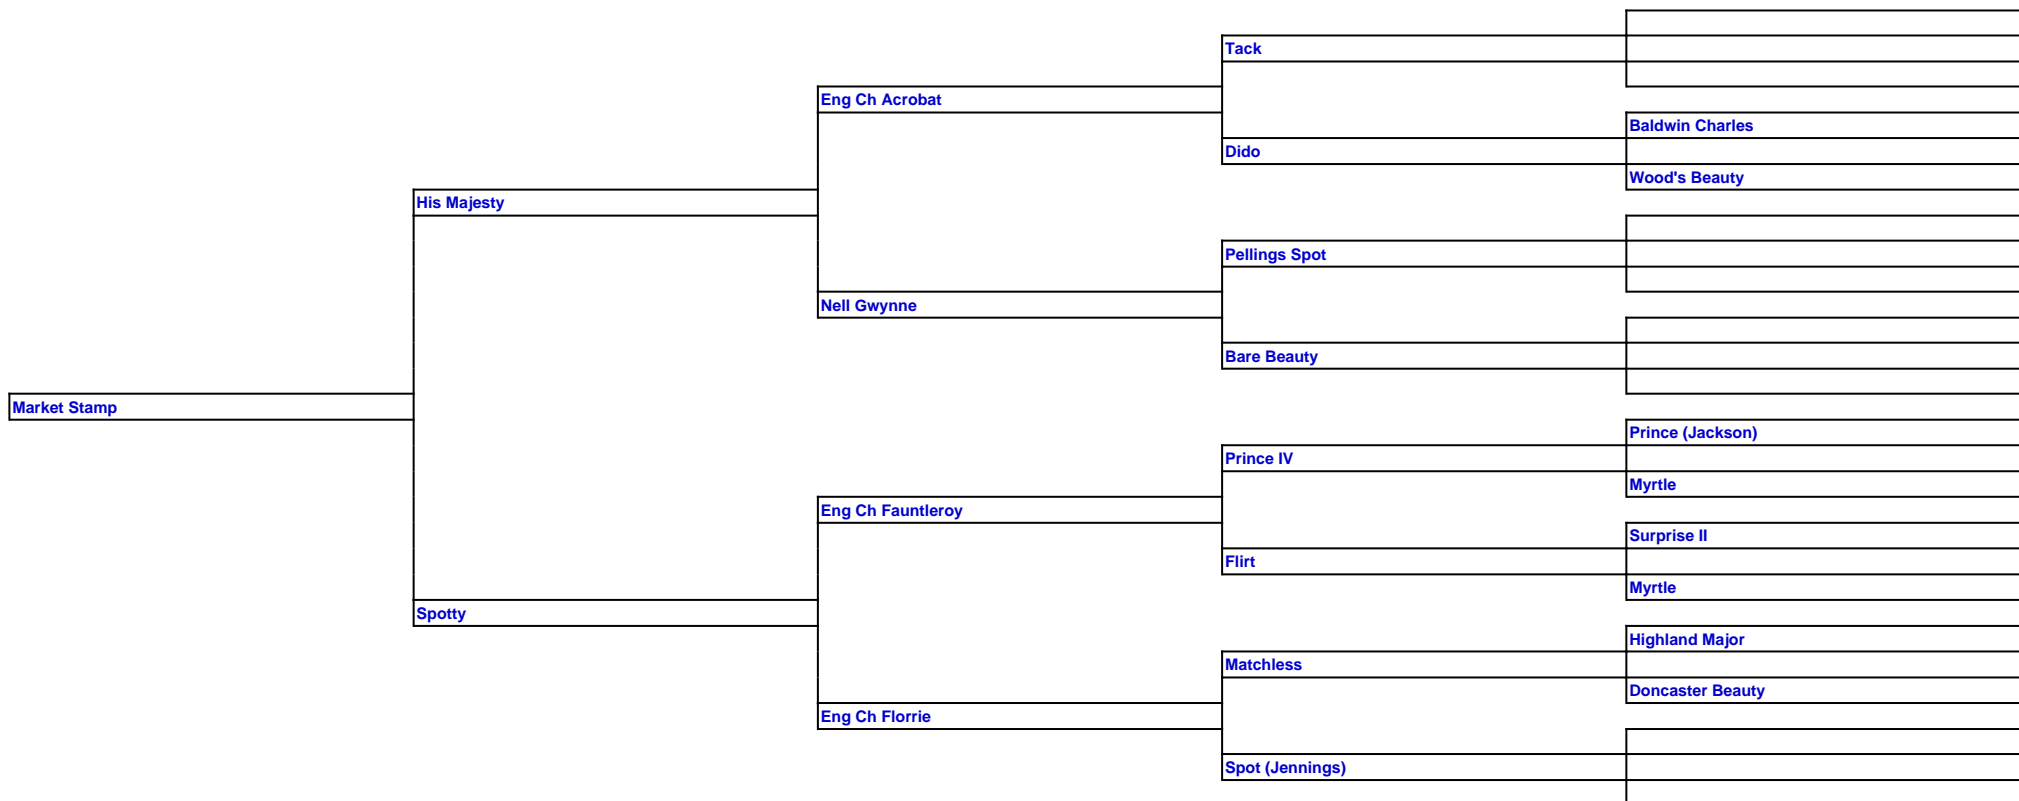 Tack
Eng Ch Acrobat
Baldwin Charles
Dido
Wood's Beauty
His Majesty
Pellings Spot
Nell Gwynne
Bare Beauty
Market Stamp
Prince (Jackson)
Prince IV
Myrtle
Eng Ch Fauntleroy
Surprise II
Flirt
Myrtle
Spotty
Highland Major
Matchless
Doncaster Beauty
Eng Ch Florrie
Spot (Jennings)